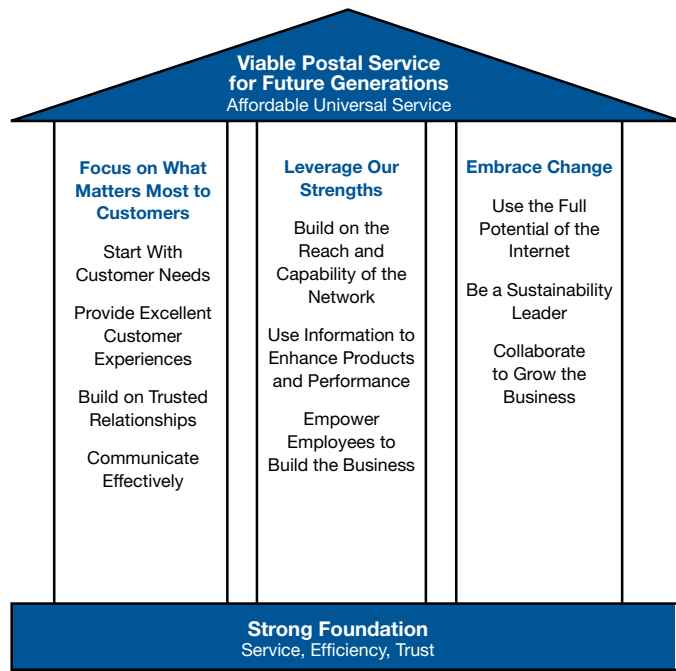 Viable Postal Service
for Future Generations
Affordable Universal Service
Focus on What
Matters Most to
Customers
Start With
Customer Needs
Provide Excellent
Customer
Experiences
Build on Trusted
Relationships
Communicate
Effectively
Leverage Our
Strengths
Build on the
Reach and
Capability of the
Network
Use Information to
Enhance Products
and Performance
Empower
Employees to
Build the Business
Embrace Change
Use the Full
Potential of the
Internet
Be a Sustainability
Leader
Collaborate
to Grow the
Business
Strong Foundation
Service, Efficiency, Trust